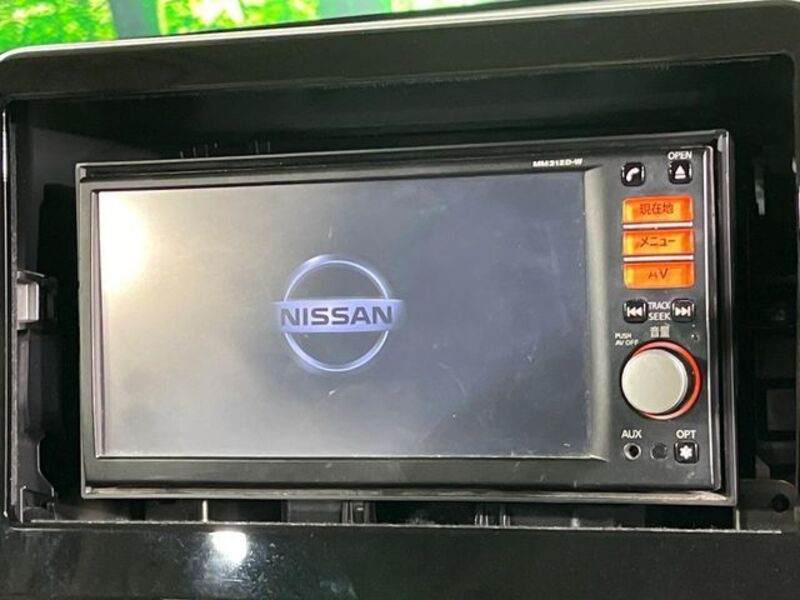 MM312D-W
OPEN
現在地
メニュー
AV
NISSAN
TRACK
SEEK
音量
PUSH
AV OFF
AUX
OPT